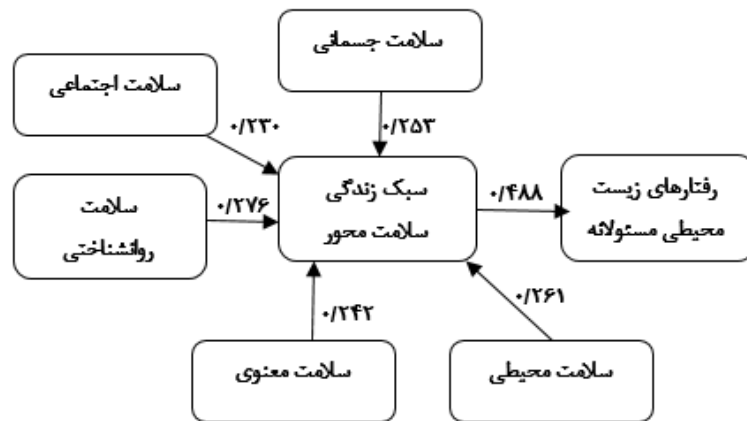 سلامت جسمانی
سلامت اجتماعی
۰/۲۳۰
۰/۲۵۳
رفتارهای زیست
محیطی مسئولانه
۰/۴۸۸
سبک زندگی
سلامت محور
۰/۲۷۶
سلامت
روانشناختی
۰/۲۶۱
۰/۲۴۲
سلامت محیطی
سلامت معنوی